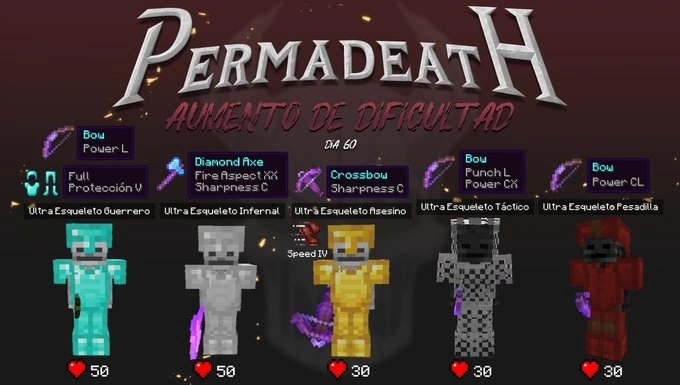 PERMADEATH
AUMENTO DE DIFICULTAD
DíA 60
Bow
Power L
Full
Protección V
Ultra Esqueleto Guerrero
Diamond Axe
Fire Aspect XX
Sharpness C
Ultra Esqueleto Infernal
Crossbow
Sharpness C
Ultra Esqueleto Asesino
Speed IV
Bow
Punch L
Power CX
Ultra Esqueleto Táctico
Bow
Power CL
Ultra Esqueleto Pesadilla
50
50
30
30
30